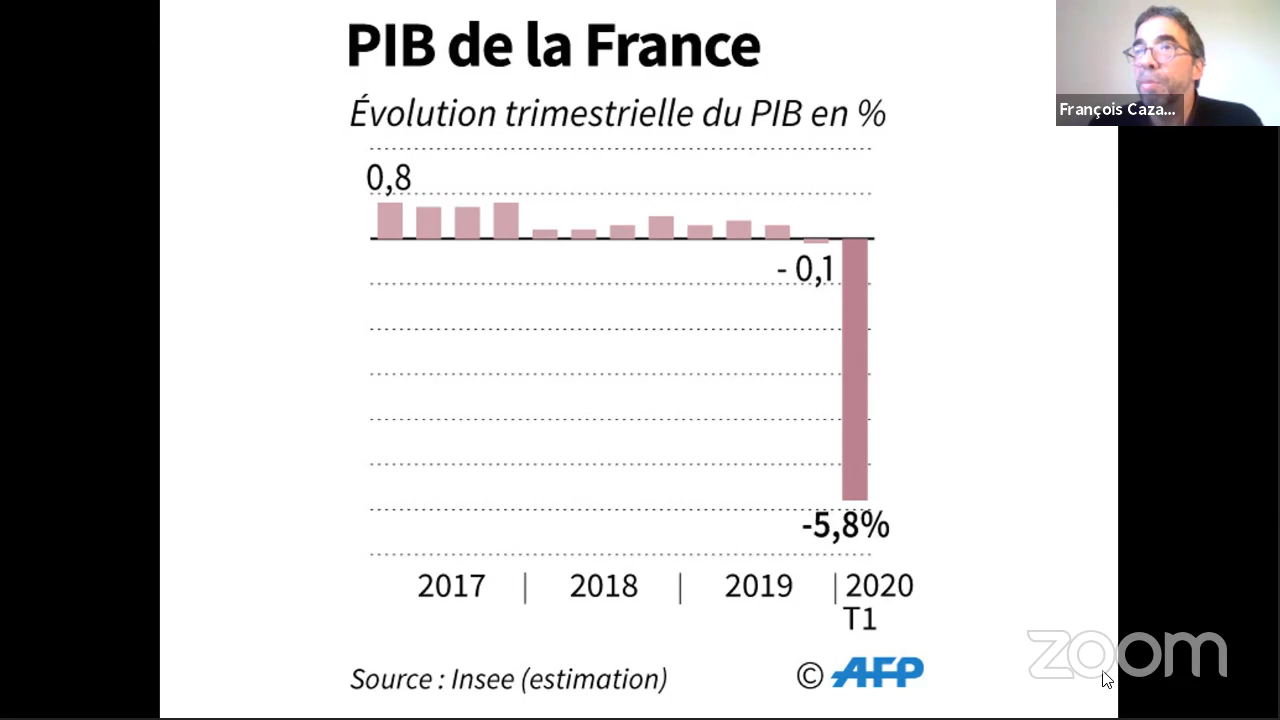 PIB de la France
Évolution trimestrielle du PIB en %
François Caza...
0,8
- 0,1
-5,8%
2017 | 2018 | 2019 | 2020
T1
Source : Insee (estimation)
© AFP
zoom